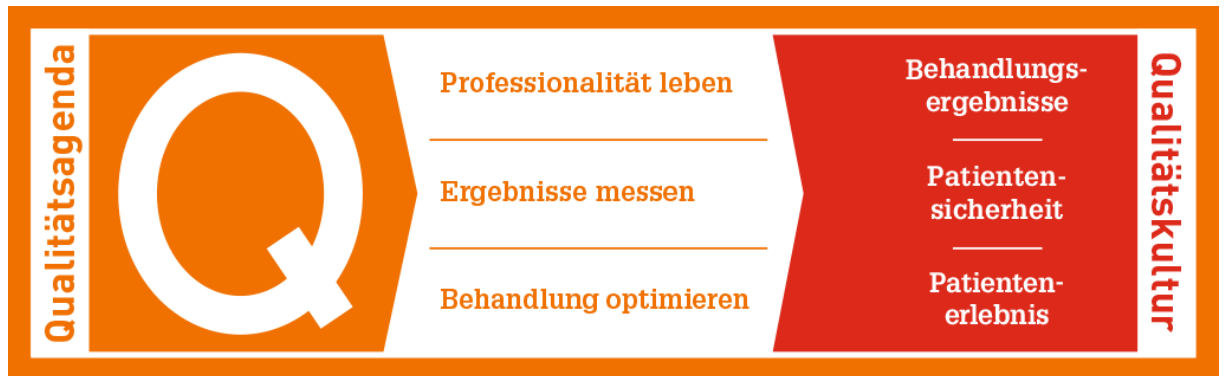 Qualitätsagenda
Q
Professionalität leben
Ergebnisse messen
Behandlung optimieren
Behandlungs-
ergebnisse
Patienten-
sicherheit
Patienten-
erlebnis
Qualitätskultur